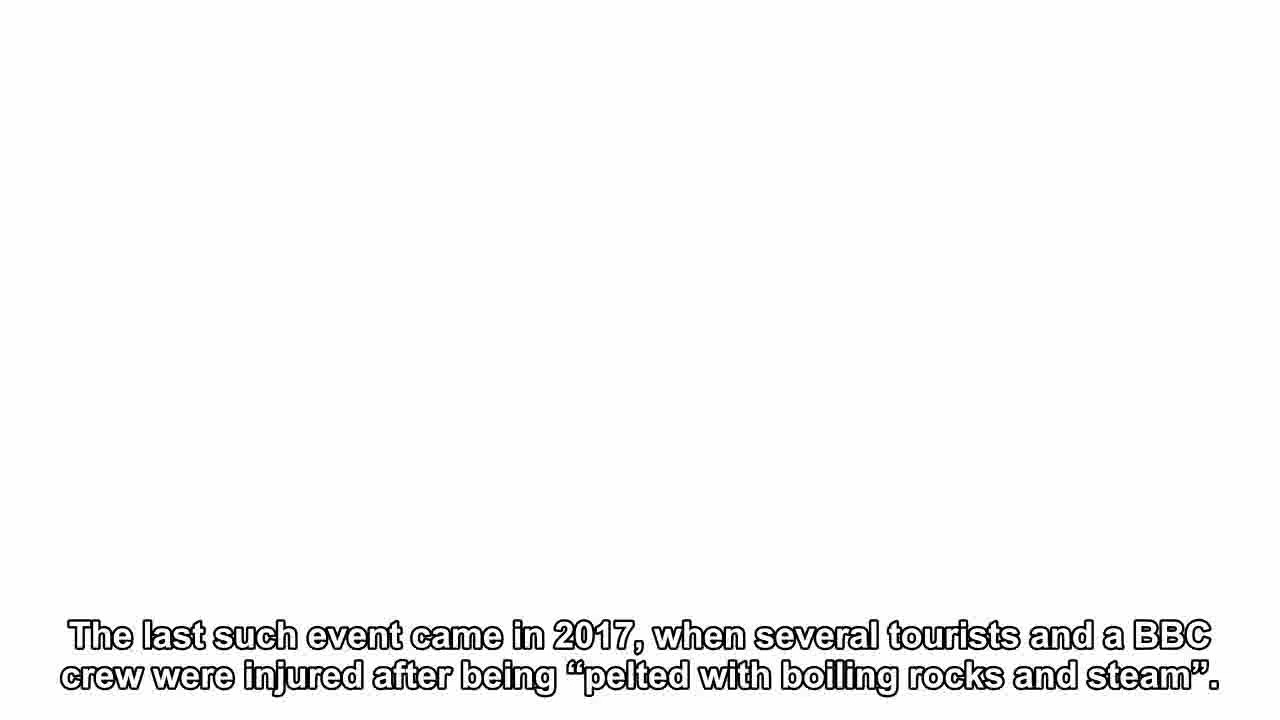 The last such event came in 2017, when several tourists and a BBC
crew were injured after being “pelted with boiling rocks and steam”.